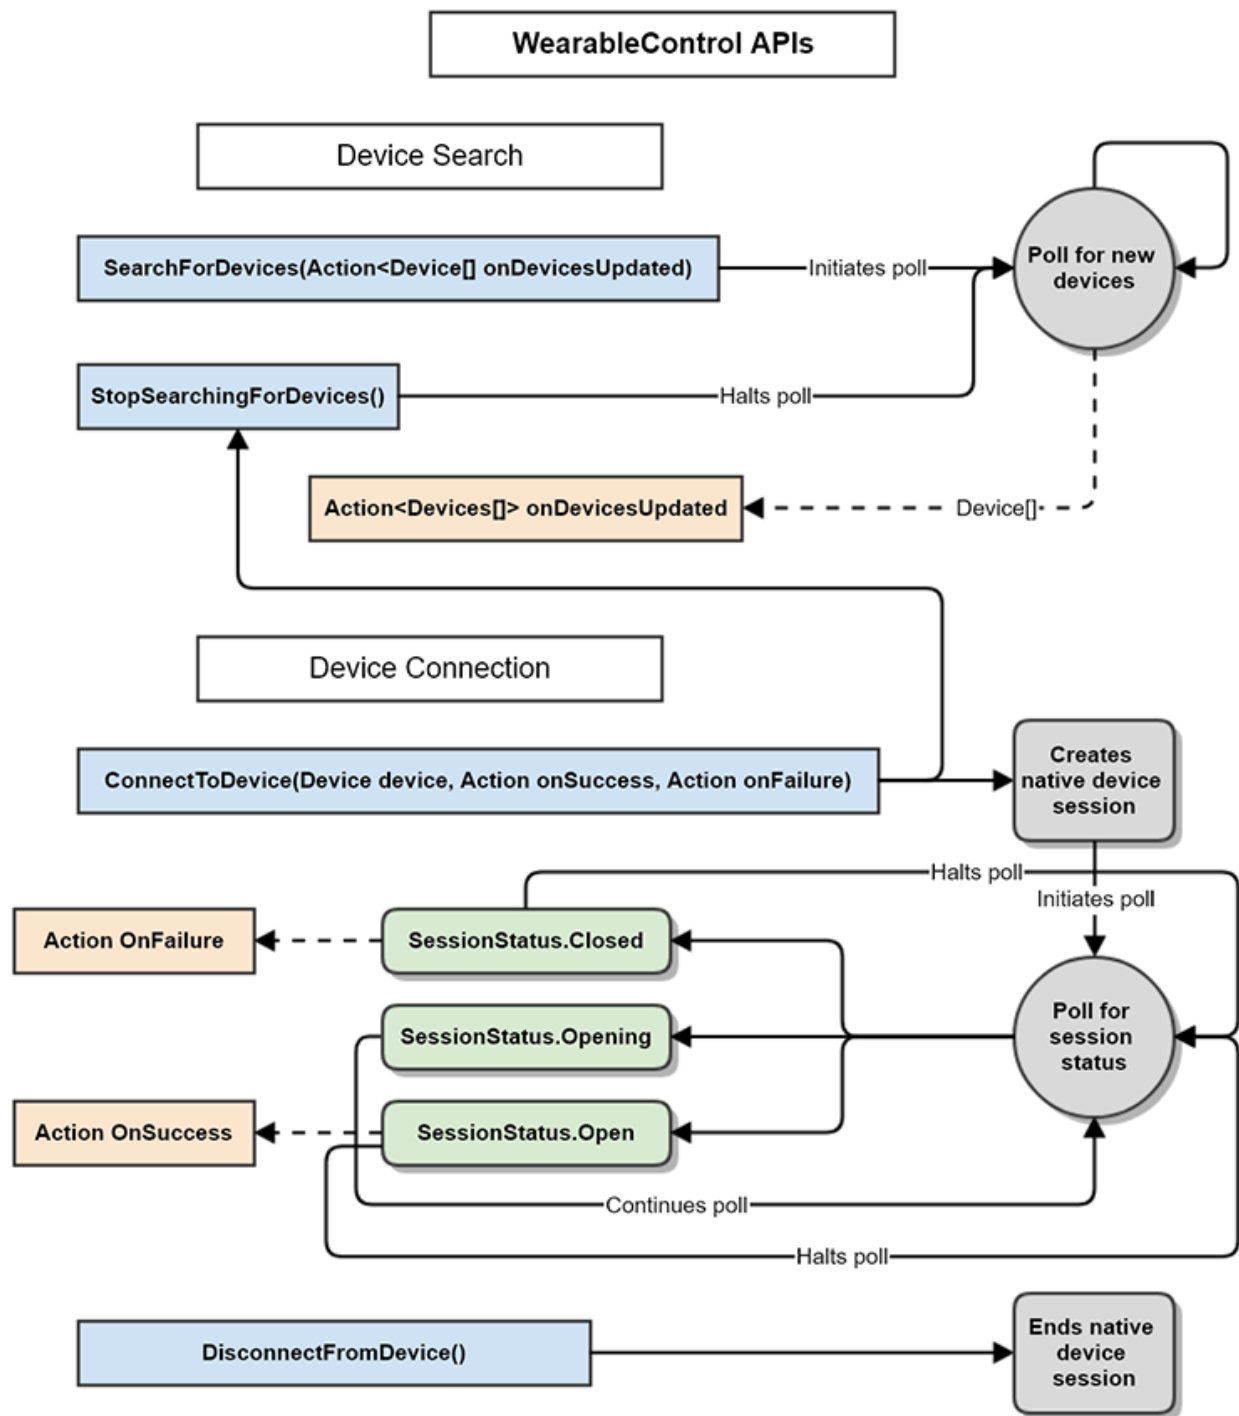 WearableControl APIs
Device Search
SearchForDevices(Action<Device[] onDevicesUpdated)
Initiates poll
Poll for new
devices
StopSearchingForDevices()
Halts poll
Action<Devices[]> onDevicesUpdated
Device[]
Device Connection
ConnectToDevice(Device device, Action onSuccess, Action onFailure)
Creates
native device
session
Halts poll
Initiates poll
Action OnFailure
SessionStatus.Closed
SessionStatus.Opening
Poll for
session
status
Action OnSuccess
SessionStatus.Open
Continues poll
Halts poll
DisconnectFromDevice()
Ends native
device
session